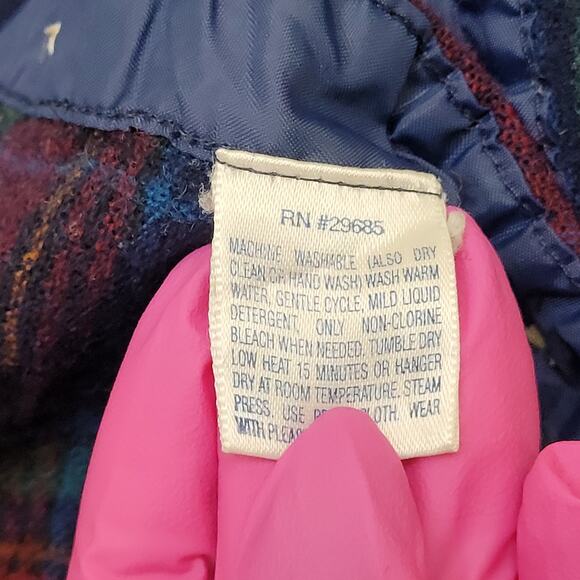 RN #29685
MACHINE WASHABLE (ALSO DRY
CLEAN OR HAND WASH) WASH WARM
WATER, GENTLE CYCLE, MILD LIQUID
DETERGENT ONLY NON-CLORINE
BLEACH WHEN NEEDED. TUMBLE DRY
LOW HEAT 15 MINUTES OR HANGER
DRY AT ROOM TEMPERATURE. STEAM
PRESS. USE CLOTH. WEAR
WITH